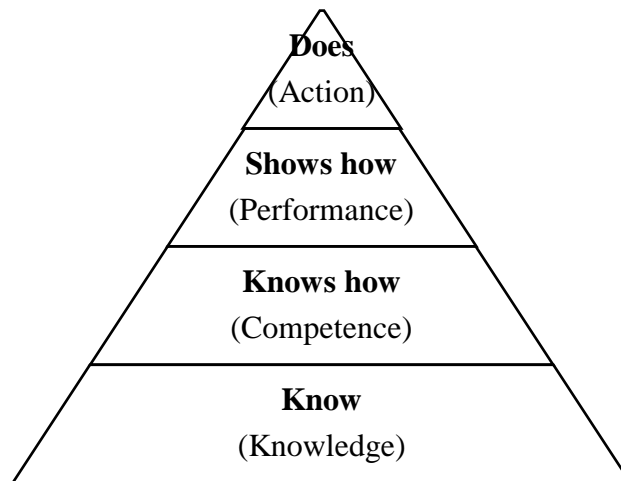 Does
(Action)
Shows how
(Performance)
Knows how
(Competence)
Know
(Knowledge)